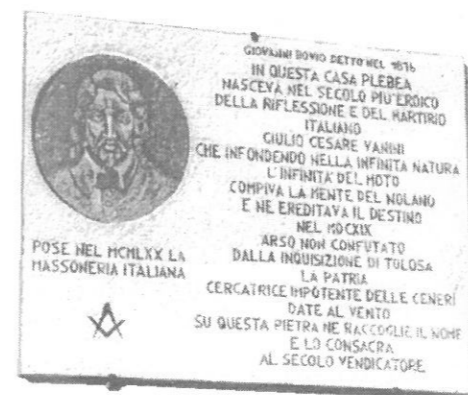 GIOVANNI BOVIO DETTO NEL 1876
IN QUESTA CASA PLEBEA
NASCEVA NEL SECOLO PIU' EROICO
DELLA RIFLESSIONE E DEL MARTIRIO
ITALIANO
GIULIO CESARE VANINI
CHE INFONDENDO NELLA INFINITA NATURA
L'INFINITA' DEL MOTO
COMPIVA LA MENTE DEL NOLANO
E NE EREDITAVA IL DESTINO
NEL MDCXIX
ARSO NON CONFUTATO
DALLA INQUISIZIONE DI TOLOSA
LA PATRIA
CERCATRICE IMPOTENTE DELLE CENERI
DATE AL VENTO
SU QUESTA PIETRA NE RACCOGLIE IL NOME
E LO CONSACRA
AL SECOLO VENDICATORE
POSE NEL MCMLXX LA
MASSONERIA ITALIANA